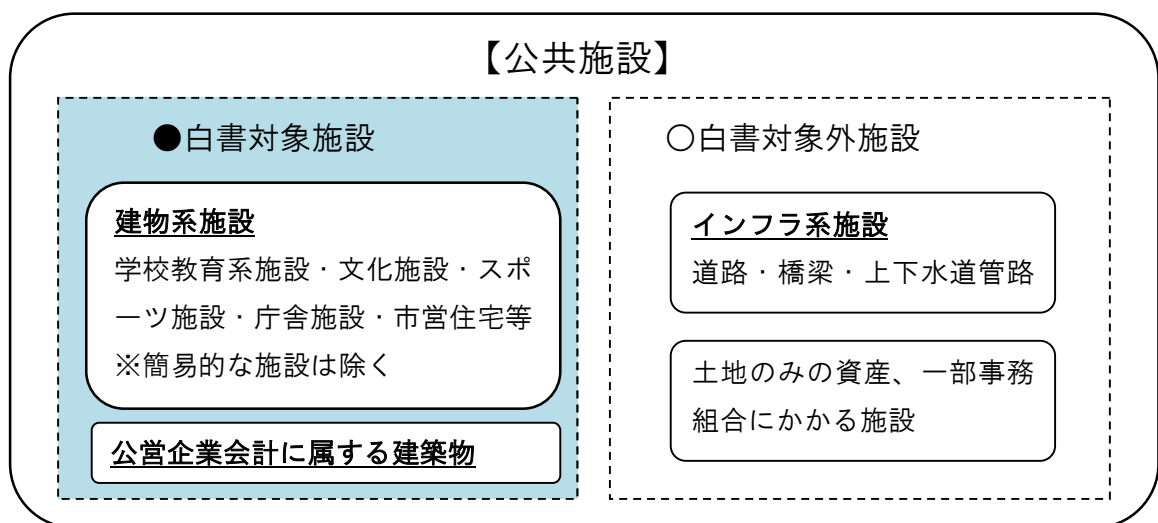 【公共施設】
●白書対象施設
建物系施設
学校教育系施設・文化施設・スポ
ーツ施設・庁舎施設・市営住宅等
※簡易的な施設は除く
公営企業会計に属する建築物
○白書対象外施設
インフラ系施設
道路・橋梁・上下水道管路
土地のみの資産、一部事務
組合にかかる施設